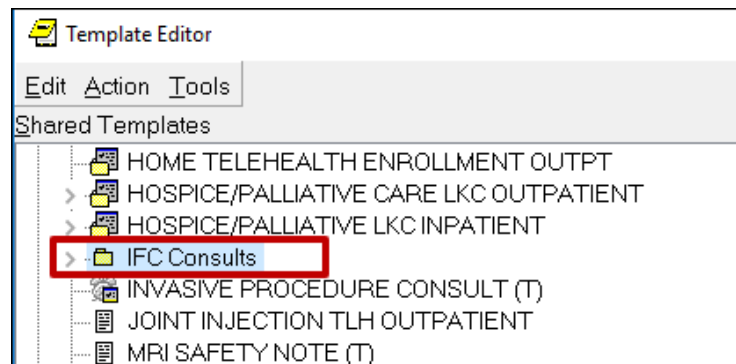 Template Editor
Edit Action Tools
Shared Templates
HOME TELEHEALTH ENROLLMENT OUTPT
HOSPICE/PALLIATIVE CARE LKC OUTPATIENT
HOSPICE/PALLIATIVE LKC INPATIENT
IFC Consults
INVASIVE PROCEDURE CONSULT (T)
JOINT INJECTION TLH OUTPATIENT
MRI SAFETY NOTE (T)